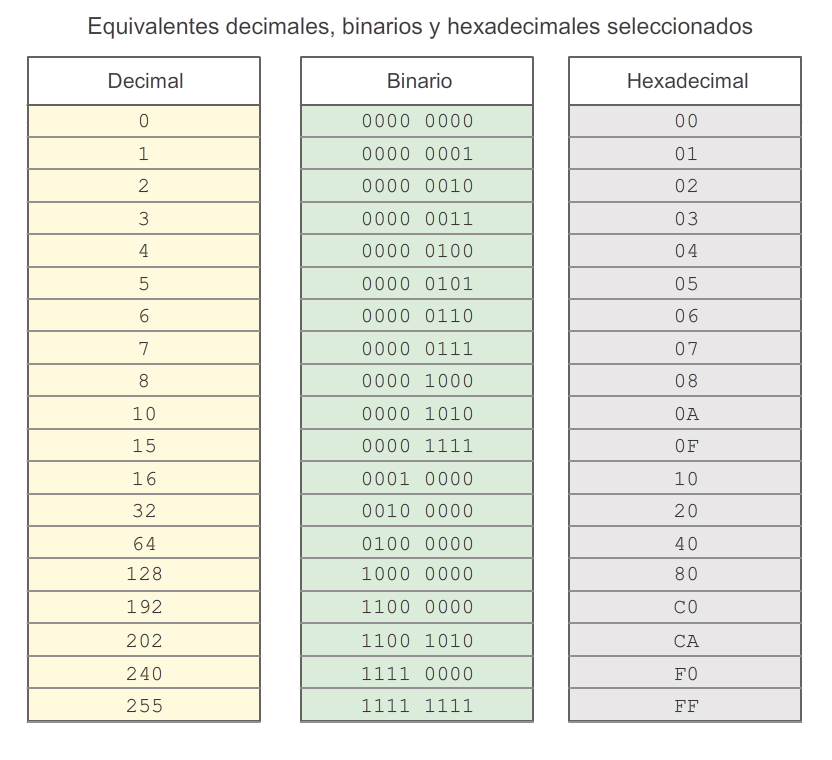 Equivalentes decimales, binarios y hexadecimales seleccionados
Decimal Binario Hexadecimal
0 0000 0000 00
1 0000 0001 01
2 0000 0010 02
3 0000 0011 03
4 0000 0100 04
5 0000 0101 05
6 0000 0110 06
7 0000 0111 07
8 0000 1000 08
10 0000 1010 0A
15 0000 1111 0F
16 0001 0000 10
32 0010 0000 20
64 0100 0000 40
128 1000 0000 80
192 1100 0000 C0
202 1100 1010 CA
240 1111 0000 F0
255 1111 1111 FF